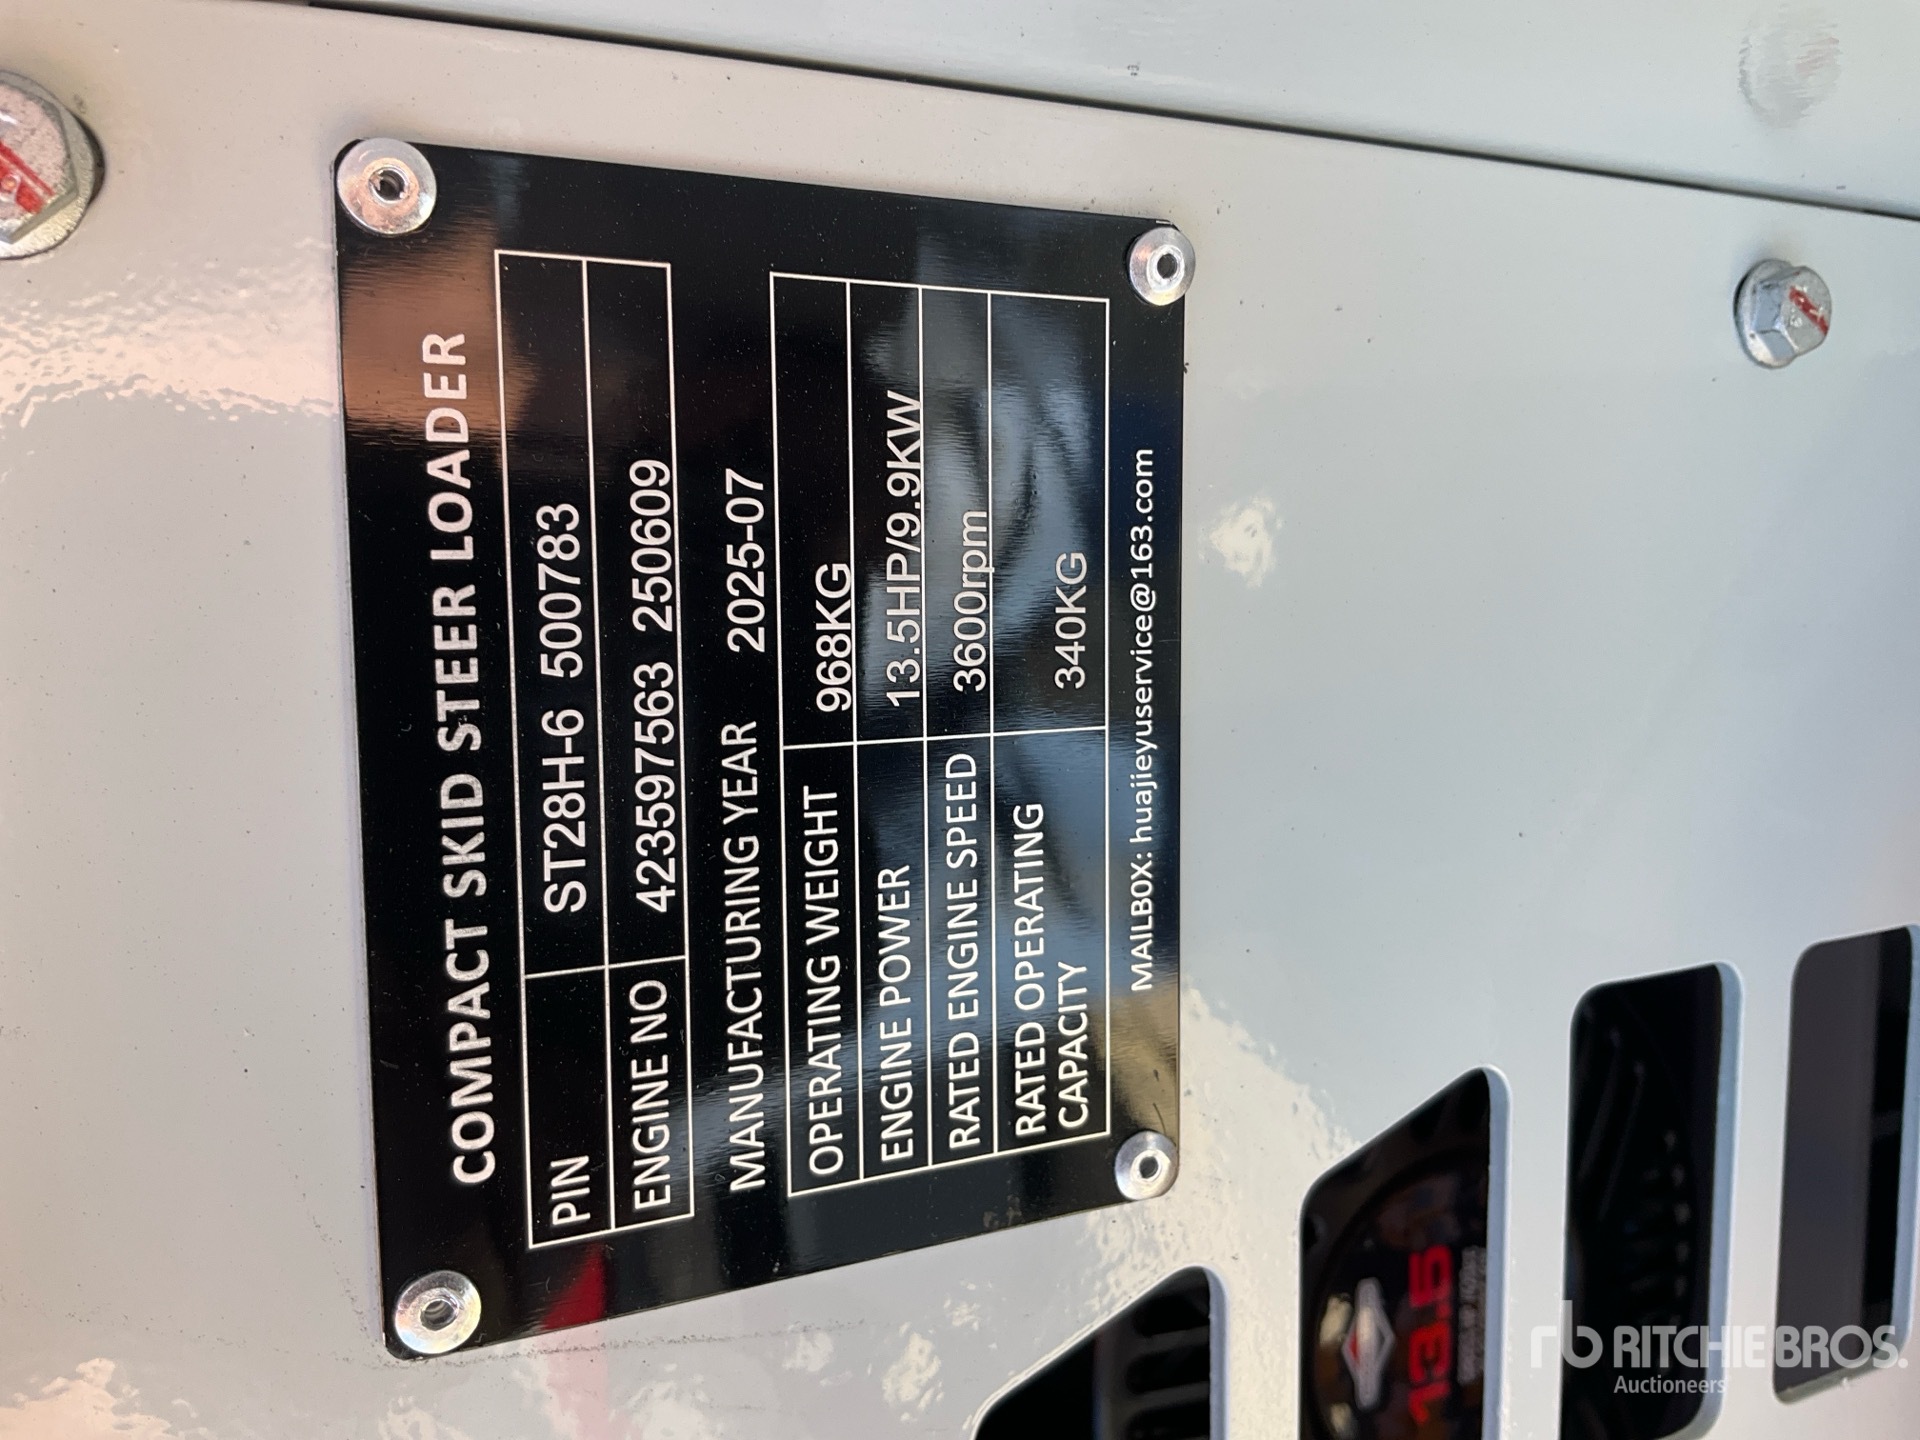 COMPACT SKID STEER LOADER
PIN ST28H-6 500783
ENGINE NO 423597563 250609
MANUFACTURING YEAR 2025-07
OPERATING WEIGHT 968KG
ENGINE POWER 13.5HP/9.9KW
RATED ENGINE SPEED 3600rpm
RATED OPERATING CAPACITY 340KG
MAILBOX: huajieyuservice@163.com
13.5
RITCHIE BROS.
Auctioneers